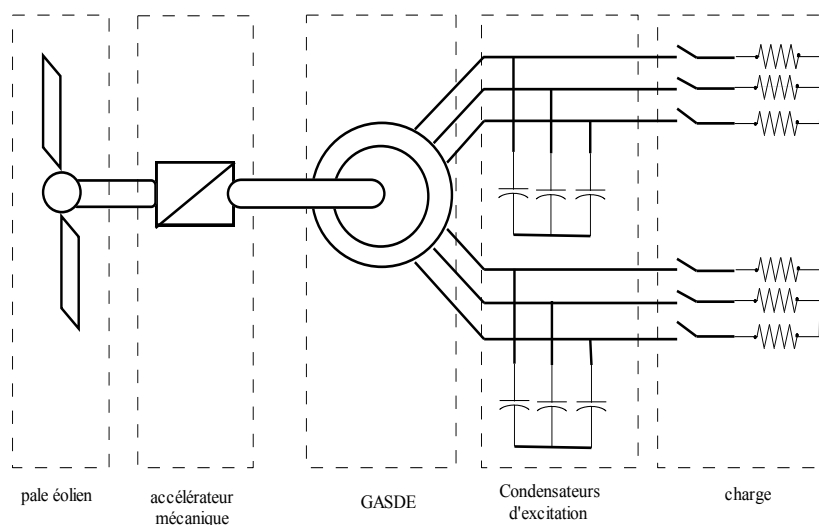 pale éolien
accélérateur
mécanique
GASDE
Condensateurs
d'excitation
charge